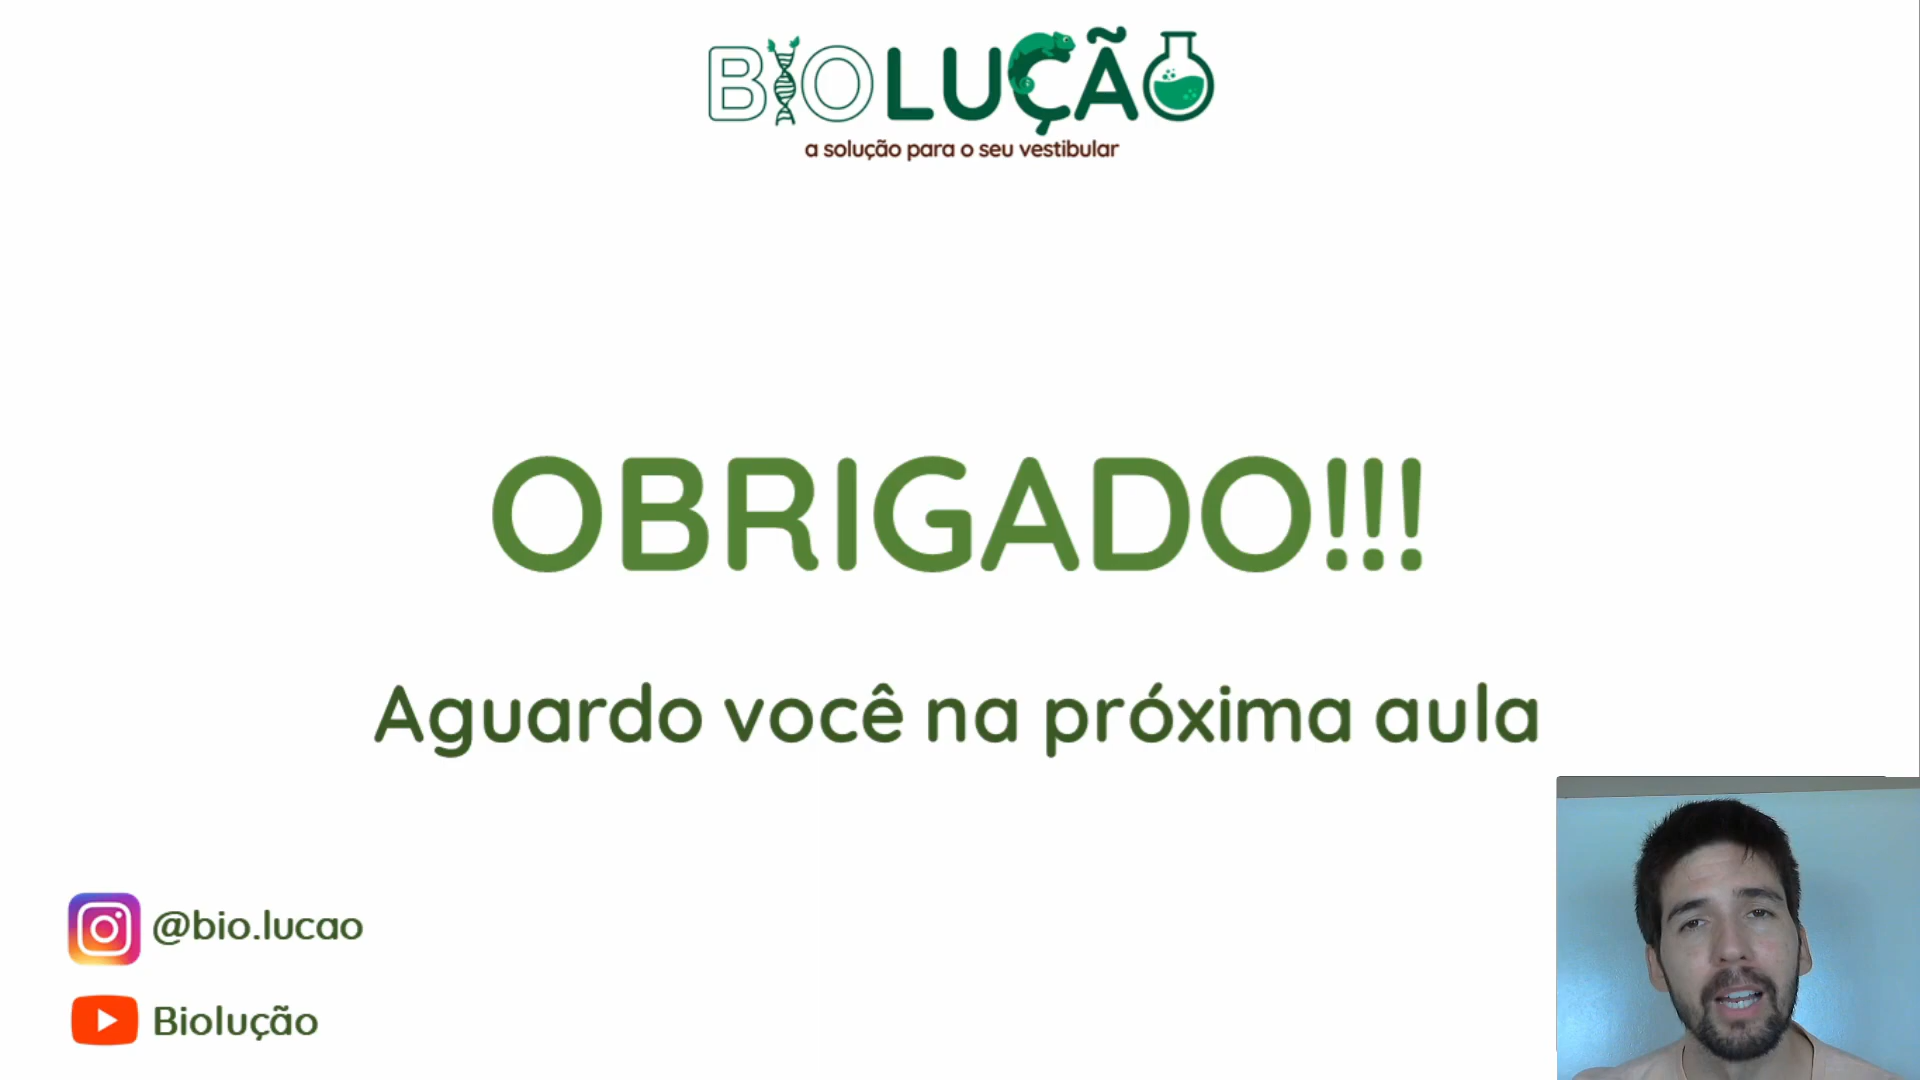 BIOLUÇÃO
a solução para o seu vestibular
OBRIGADO!!!
Aguardo você na próxima aula
@bio.lucao
Biolução